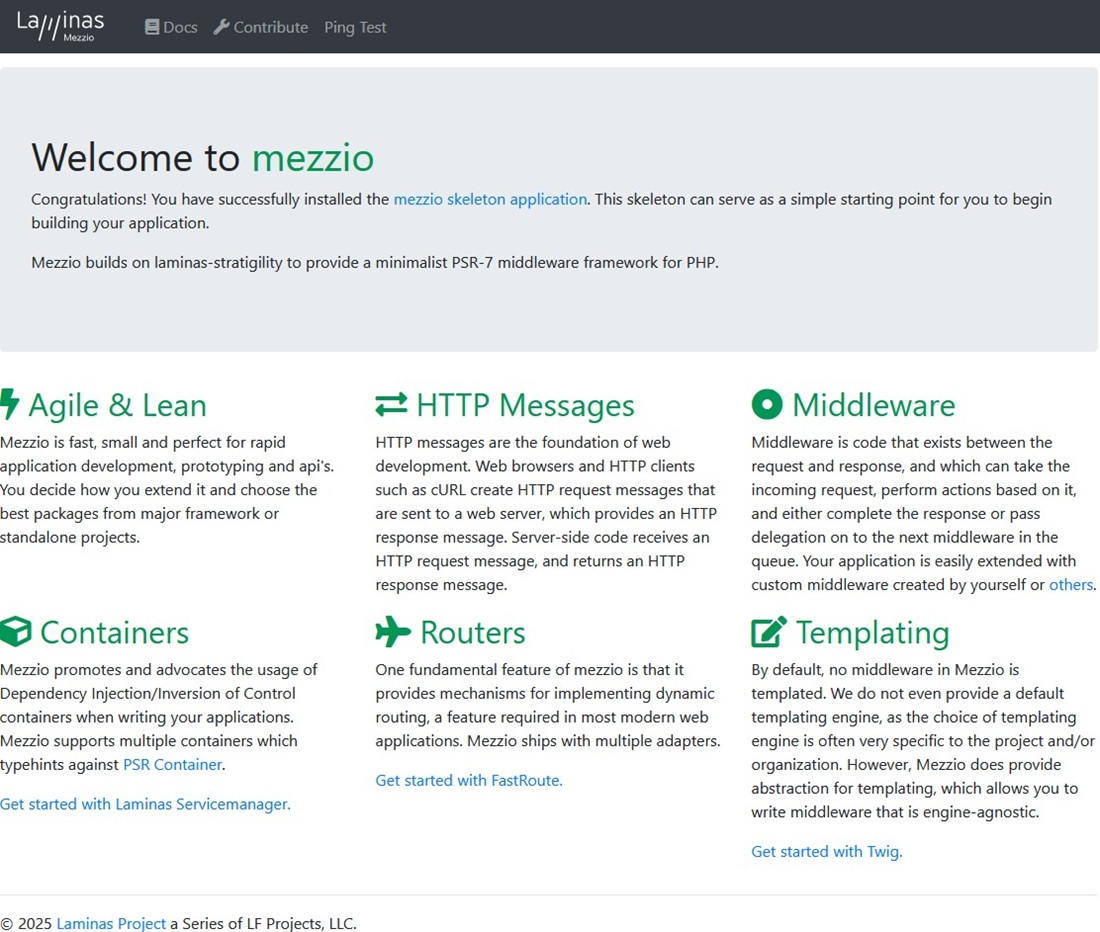 Laminas
Mezzio
Docs Contribute Ping Test
Welcome to mezzio
Congratulations! You have successfully installed the mezzio skeleton application. This skeleton can serve as a simple starting point for you to begin
building your application.
Mezzio builds on laminas-stratigility to provide a minimalist PSR-7 middleware framework for PHP.
Agile & Lean
Mezzio is fast, small and perfect for rapid
application development, prototyping and api's.
You decide how you extend it and choose the
best packages from major framework or
standalone projects.
HTTP Messages
HTTP messages are the foundation of web
development. Web browsers and HTTP clients
such as cURL create HTTP request messages that
are sent to a web server, which provides an HTTP
response message. Server-side code receives an
HTTP request message, and returns an HTTP
response message.
Middleware
Middleware is code that exists between the
request and response, and which can take the
incoming request, perform actions based on it,
and either complete the response or pass
delegation on to the next middleware in the
queue. Your application is easily extended with
custom middleware created by yourself or others.
Containers
Mezzio promotes and advocates the usage of
Dependency Injection/Inversion of Control
containers when writing your applications.
Mezzio supports multiple containers which
typehints against PSR Container.
Get started with Laminas Servicemanager.
Routers
One fundamental feature of mezzio is that it
provides mechanisms for implementing dynamic
routing, a feature required in most modern web
applications. Mezzio ships with multiple adapters.
Get started with FastRoute.
Templating
By default, no middleware in Mezzio is
templated. We do not even provide a default
templating engine, as the choice of templating
engine is often very specific to the project and/or
organization. However, Mezzio does provide
abstraction for templating, which allows you to
write middleware that is engine-agnostic.
Get started with Twig.
© 2025 Laminas Project a Series of LF Projects, LLC.